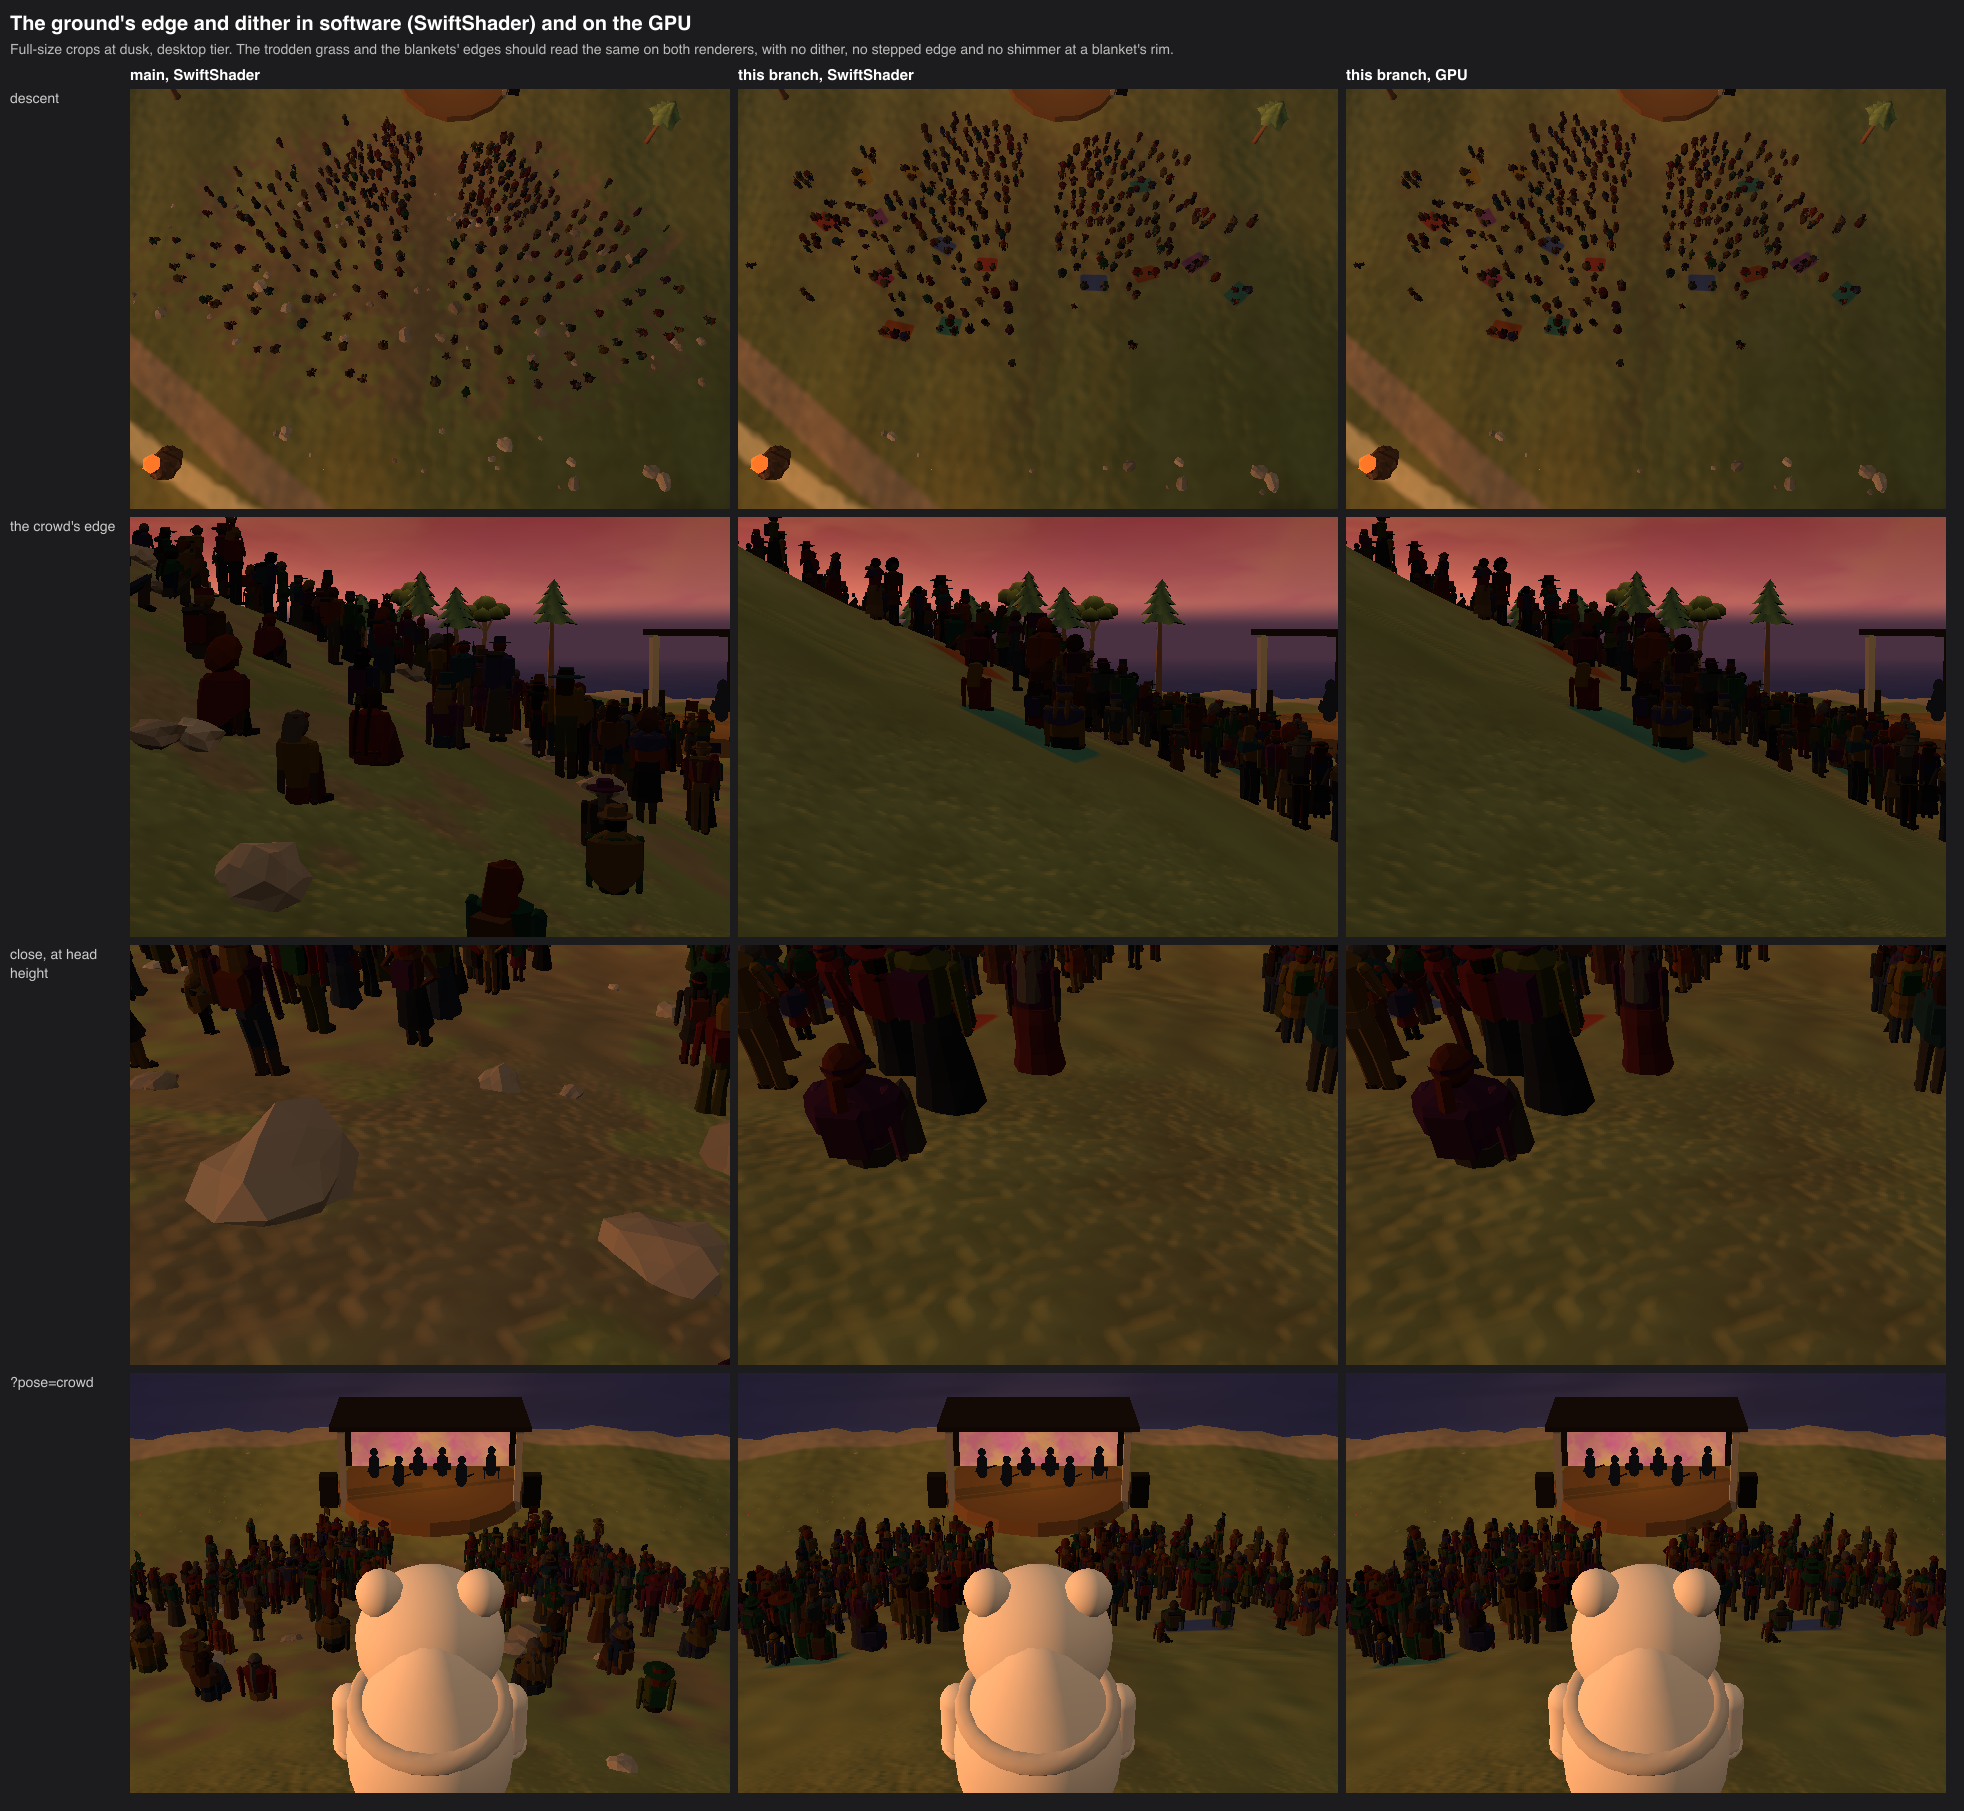 The ground's edge and dither in software (SwiftShader) and on the GPU
Full-size crops at dusk, desktop tier. The trodden grass and the blankets' edges should read the same on both renderers, with no dither, no stepped edge and no shimmer at a blanket's rim.
main, SwiftShader
this branch, SwiftShader
this branch, GPU
descent
the crowd's edge
close, at head
height
?pose=crowd